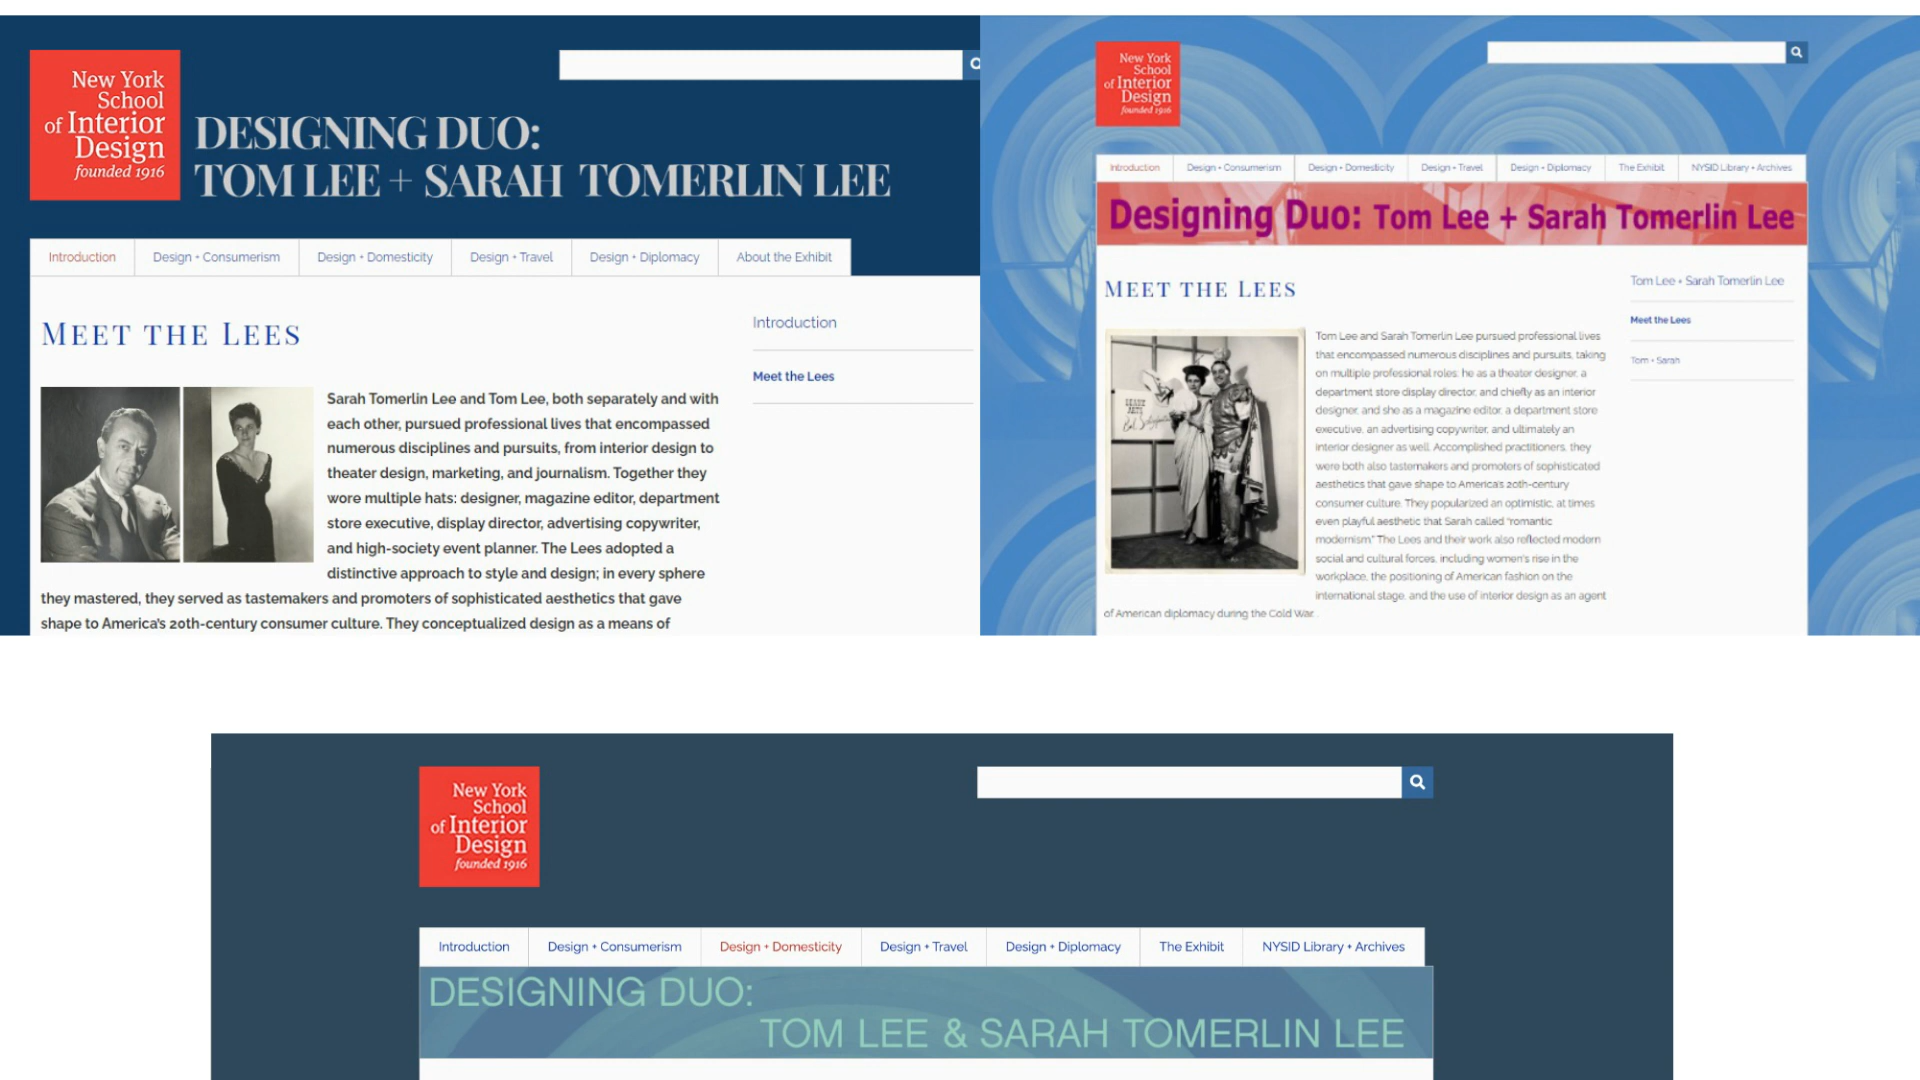 New York
School
of Interior
Design
founded 1916
DESIGNING DUO:
TOM LEE + SARAH TOMERLIN LEE
Introduction
Design + Consumerism
Design + Domesticity
Design + Travel
Design + Diplomacy
About the Exhibit
MEET THE LEES
Sarah Tomerlin Lee and Tom Lee, both separately and with
each other, pursued professional lives that encompassed
numerous disciplines and pursuits, from interior design to
theater design, marketing, and journalism. Together they
wore multiple hats: designer, magazine editor, department
store executive, display director, advertising copywriter,
and high-society event planner. The Lees adopted a
distinctive approach to style and design; in every sphere
they mastered, they served as tastemakers and promoters of sophisticated aesthetics that gave
shape to America's 20th-century consumer culture. They conceptualized design as a means of
Introduction
Meet the Lees
New York
School
of Interior
Design
founded 1916
Introduction
Design + Consumerism
Design + Domesticity
Design + Travel
Design + Diplomacy
The Exhibit
NYSID Library + Archives
Designing Duo: Tom Lee + Sarah Tomerlin Lee
MEET THE LEES
Tom Lee and Sarah Tomerlin Lee pursued professional lives
that encompassed numerous disciplines and pursuits, taking
on multiple professional roles: he as a theater designer, a
department store display director, and chiefly as an interior
designer, and she as a magazine editor, a department store
executive, an advertising copywriter, and ultimately an
interior designer as well. Accomplished practitioners, they
were both also tastemakers and promoters of sophisticated
aesthetics that gave shape to America's 20th-century
consumer culture. They popularized an optimistic, at times
even playful aesthetic that Sarah called "romantic
modernism." The Lees and their work also reflected modern
social and cultural forces, including women's rise in the
workplace, the positioning of American fashion on the
international stage, and the use of interior design as an agent
of American diplomacy during the Cold War.
Tom Lee + Sarah Tomerlin Lee
Meet the Lees
Tom + Sarah
New York
School
of Interior
Design
founded 1916
Introduction
Design + Consumerism
Design + Domesticity
Design + Travel
Design + Diplomacy
The Exhibit
NYSID Library + Archives
DESIGNING DUO:
TOM LEE & SARAH TOMERLIN LEE